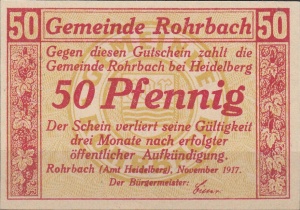 50 Gemeinde Rohrbach 50
Gegen diesen Gutschein zahlt die
Gemeinde Rohrbach bei Heidelberg
50 Pfennig
Der Schein verliert seine Gültigkeit
drei Monate nach erfolgter
öffentlicher Aufkündigung.
Rohrbach (Amt Heidelberg), November 1917.
Der Bürgermeister: